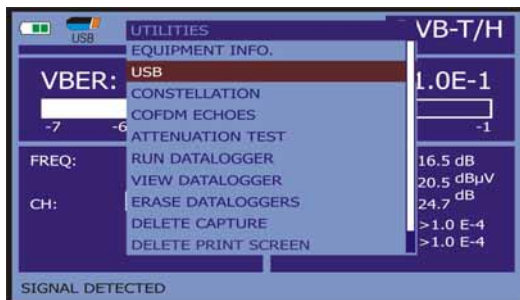 USB
UTILITIES
VB-T/H
EQUIPMENT INFO.
USB
CONSTELLATION
COFDM ECHOES
ATTENUATION TEST
RUN DATALOGGER
VIEW DATALOGGER
ERASE DATALOGGERS
DELETE CAPTURE
DELETE PRINT SCREEN
VBER:
1.0E-1
-7 -6 -1
FREQ:
16.5 dB
20.5 dBµV
CH:
24.7 dB
>1.0 E-4
>1.0 E-4
SIGNAL DETECTED